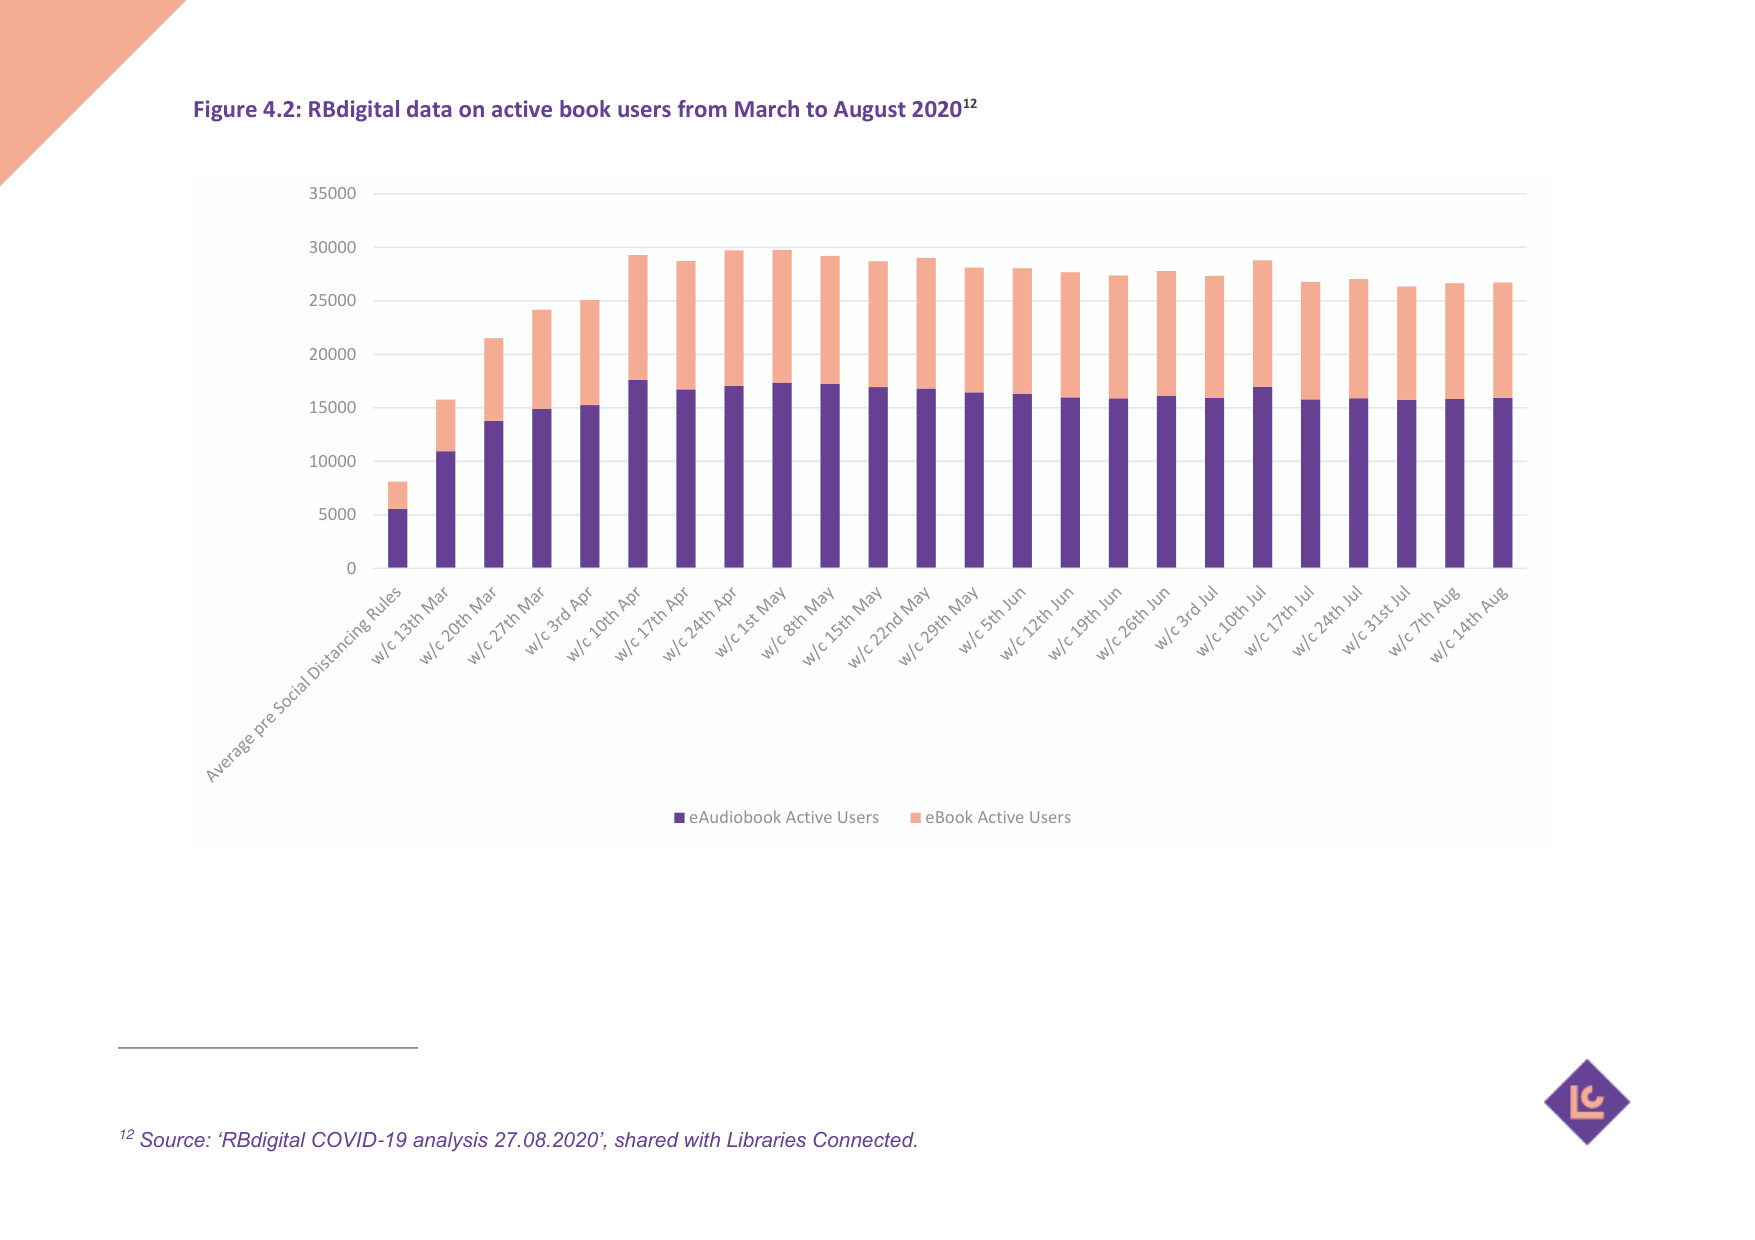 Figure 4.2: RBdigital data on active book users from March to August 2020¹²
35000
30000
25000
20000
15000
10000
5000
0
Average pre Social Distancing Rules
w/c 13th Mar
w/c 20th Mar
w/c 27th Mar
w/c 3rd Apr
w/c 10th Apr
w/c 17th Apr
w/c 24th Apr
w/c 1st May
w/c 8th May
w/c 15th May
w/c 22nd May
w/c 29th May
w/c 5th Jun
w/c 12th Jun
w/c 19th Jun
w/c 26th Jun
w/c 3rd Jul
w/c 10th Jul
w/c 17th Jul
w/c 24th Jul
w/c 31st Jul
w/c 7th Aug
w/c 14th Aug
eAudiobook Active Users eBook Active Users
LC
¹² Source: ‘RBdigital COVID-19 analysis 27.08.2020’, shared with Libraries Connected.